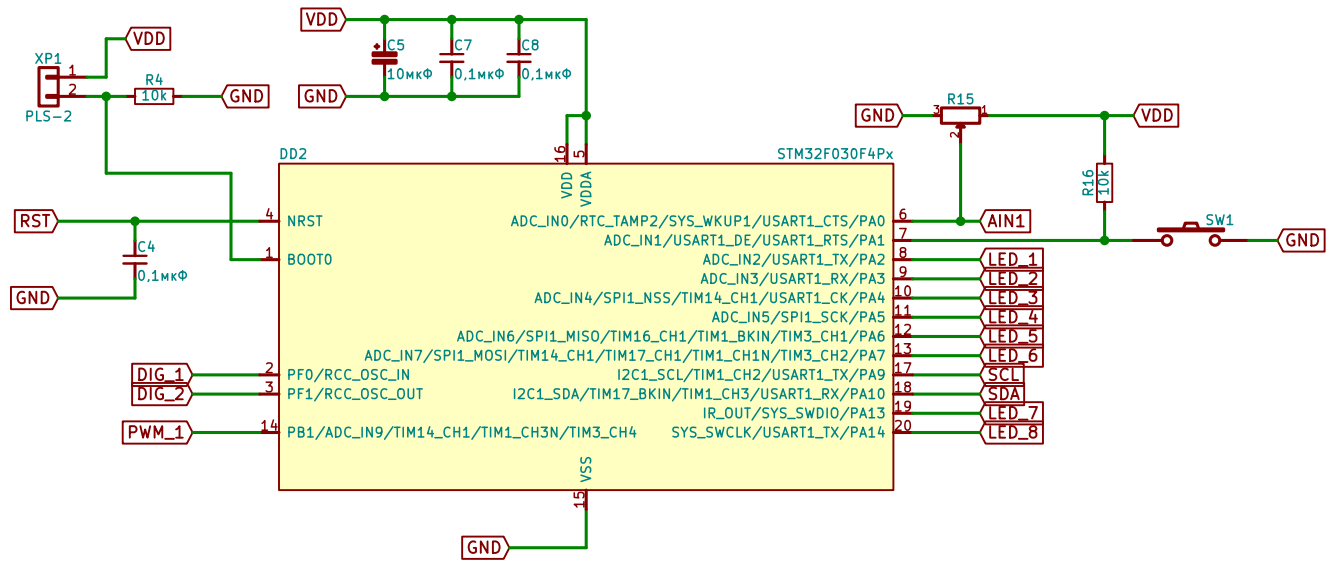 VDD
VDD
C5
C7
C8
XP1
1
2
R4
10мкФ
0,1мкФ
0,1мкФ
10k
GND
GND
PLS-2
R15
GND
3
1
VDD
2
DD2
16
5
STM32F030F4Px
VDD
VDDA
R16
10k
RST
4
NRST
ADC_IN0/RTC_TAMP2/SYS_WKUP1/USART1_CTS/PA0
6
AIN1
SW1
ADC_IN1/USART1_DE/USART1_RTS/PA1
7
GND
C4
0,1мкФ
1
BOOT0
ADC_IN2/USART1_TX/PA2
8
LED_1
ADC_IN3/USART1_RX/PA3
9
LED_2
GND
ADC_IN4/SPI1_NSS/TIM14_CH1/USART1_CK/PA4
10
LED_3
ADC_IN5/SPI1_SCK/PA5
11
LED_4
ADC_IN6/SPI1_MISO/TIM16_CH1/TIM1_BKIN/TIM3_CH1/PA6
12
LED_5
ADC_IN7/SPI1_MOSI/TIM14_CH1/TIM17_CH1/TIM1_CH1N/TIM3_CH2/PA7
13
LED_6
DIG_1
2
PF0/RCC_OSC_IN
I2C1_SCL/TIM1_CH2/USART1_TX/PA9
17
SCL
DIG_2
3
PF1/RCC_OSC_OUT
I2C1_SDA/TIM17_BKIN/TIM1_CH3/USART1_RX/PA10
18
SDA
IR_OUT/SYS_SWDIO/PA13
19
LED_7
PWM_1
14
PB1/ADC_IN9/TIM14_CH1/TIM1_CH3N/TIM3_CH4
SYS_SWCLK/USART1_TX/PA14
20
LED_8
VSS
15
GND